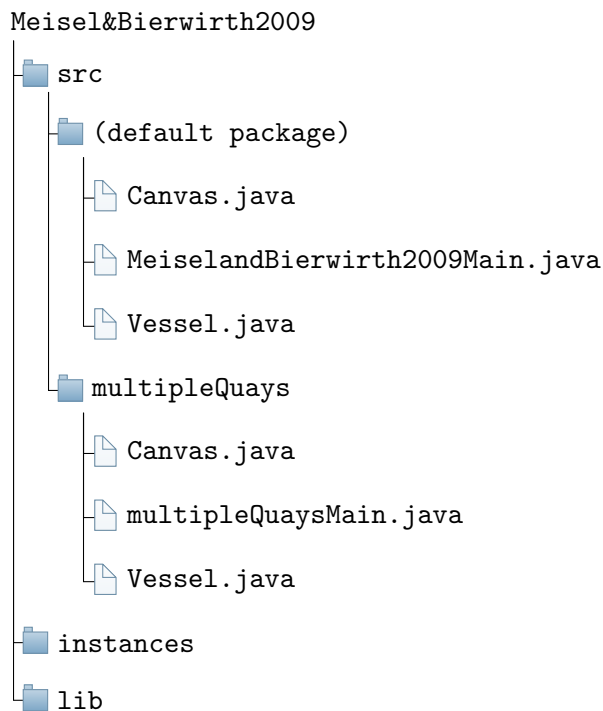 Meisel&Bierwirth2009
src
(default package)
Canvas.java
MeiselandBierwirth2009Main.java
Vessel.java
multipleQuays
Canvas.java
multipleQuaysMain.java
Vessel.java
instances
lib